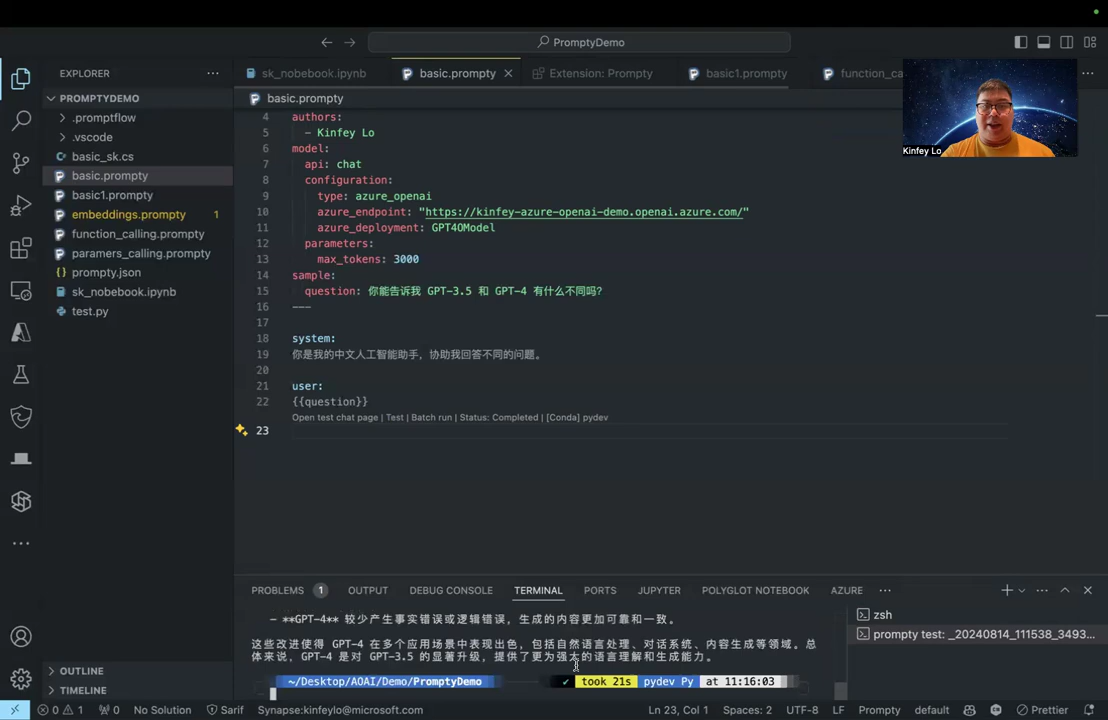 PromptyDemo
EXPLORER
sk_nobebook.ipynb
basic.prompty
Extension: Prompty
basic1.prompty
function_ca
PROMPTYDEMO
.promptflow
.vscode
basic_sk.cs
basic.prompty
basic1.prompty
embeddings.prompty 1
function_calling.prompty
paramers_calling.prompty
prompty.json
sk_nobebook.ipynb
test.py
OUTLINE
TIMELINE
basic.prompty
4 authors:
5 - Kinfey Lo
6 model:
7 api: chat
8 configuration:
9 type: azure_openai
10 azure_endpoint: "https://kinfey-azure-openai-demo.openai.azure.com/"
11 azure_deployment: GPT4OModel
12 parameters:
13 max_tokens: 3000
14 sample:
15 question: 你能告诉我 GPT-3.5 和 GPT-4 有什么不同吗?
16 ---
17
18 system:
19 你是我的中文人工智能助手，协助我回答不同的问题。
20
21 user:
22 {{question}}
Open test chat page | Test | Batch run | Status: Completed | [Conda] pydev
23
Kinfey Lo
PROBLEMS 1 OUTPUT DEBUG CONSOLE TERMINAL PORTS JUPYTER POLYGLOT NOTEBOOK AZURE
- **GPT-4** 较少产生事实错误或逻辑错误，生成的内容更加可靠和一致。
这些改进使得 GPT-4 在多个应用场景中表现出色，包括自然语言处理、对话系统、内容生成等领域。总
体来说，GPT-4 是对 GPT-3.5 的显著升级，提供了更为强大的语言理解和生成能力。
~/Desktop/AOAI/Demo/PromptyDemo ✓ took 21s pydev Py at 11:16:03
zsh
prompty test: _20240814_111538_3493...
0 1 0 No Solution Sarif Synapse:kinfeylo@microsoft.com Ln 23, Col 1 Spaces: 2 UTF-8 LF Prompty default Prettier